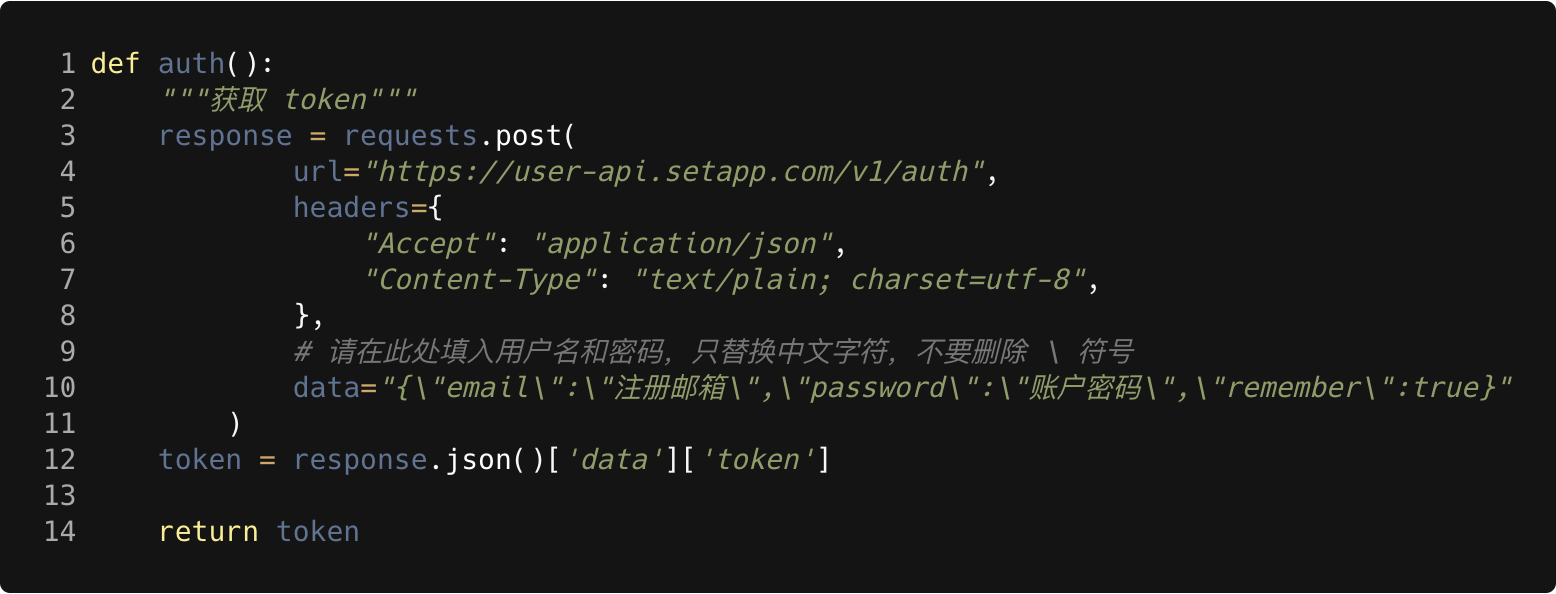 1 def auth():
2     """获取 token"""
3     response = requests.post(
4             url="https://user-api.setapp.com/v1/auth",
5             headers={
6                 "Accept": "application/json",
7                 "Content-Type": "text/plain; charset=utf-8",
8             },
9             # 请在此处填入用户名和密码，只替换中文字符，不要删除 \ 符号
10             data="{\"email\":\"注册邮箱\",\"password\":\"账户密码\",\"remember\":true}"
11         )
12     token = response.json()['data']['token']
13
14     return token